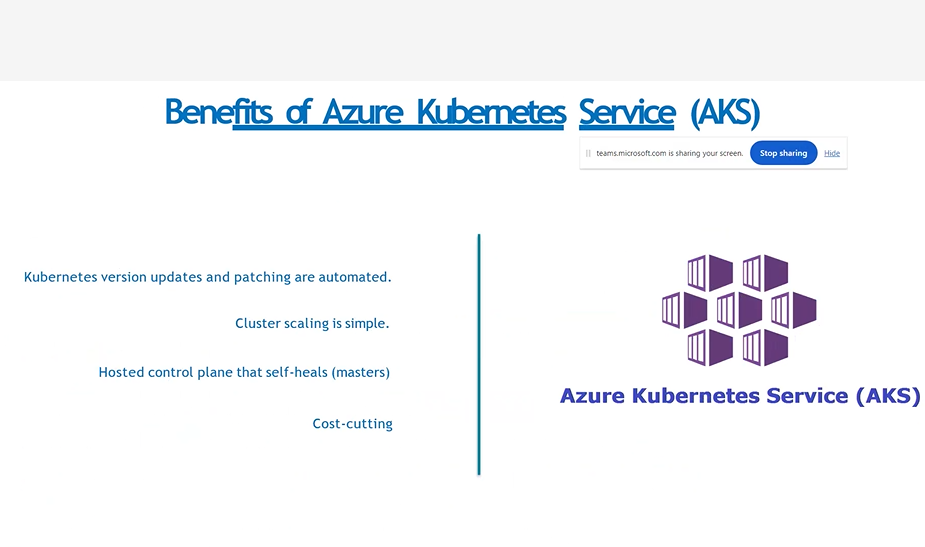 Benefits of Azure Kubernetes Service (AKS)
teams.microsoft.com is sharing your screen. Stop sharing Hide
Kubernetes version updates and patching are automated.
Cluster scaling is simple.
Hosted control plane that self-heals (masters)
Cost-cutting
Azure Kubernetes Service (AKS)